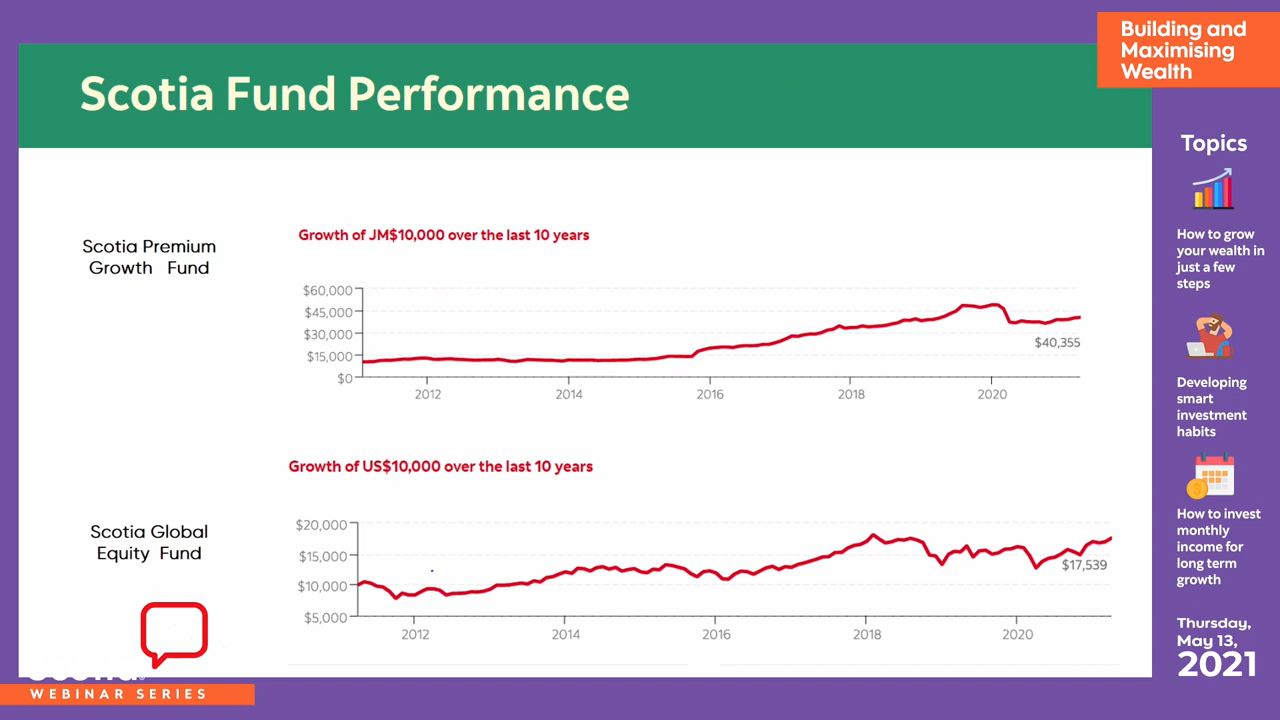 Building and
Maximising
Wealth
Scotia Fund Performance
Scotia Premium
Growth Fund
Growth of JM$10,000 over the last 10 years
$60,000
$45,000
$30,000
$15,000
$0
$40,355
2012 2014 2016 2018 2020
Scotia Global
Equity Fund
Growth of US$10,000 over the last 10 years
$20,000
$15,000
$10,000
$5,000
$17,539
2012 2014 2016 2018 2020
Topics
How to grow
your wealth in
just a few
steps
Developing
smart
investment
habits
How to invest
monthly
income for
long term
growth
Thursday,
May 13,
2021
WEBINAR SERIES